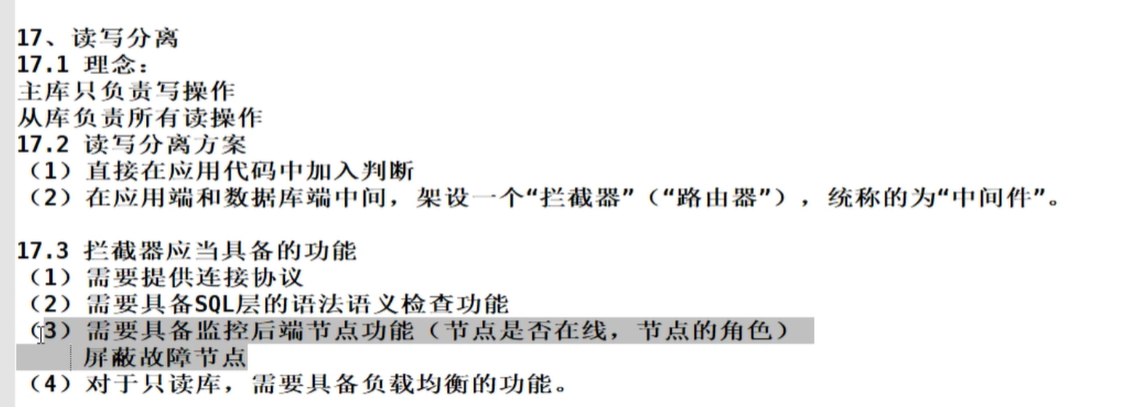 17、读写分离
17.1 理念：
主库只负责写操作
从库负责所有读操作
17.2 读写分离方案
（1）直接在应用代码中加入判断
（2）在应用端和数据库端中间，架设一个“拦截器”（“路由器”），统称的为“中间件”。
17.3 拦截器应当具备的功能
（1）需要提供连接协议
（2）需要具备SQL层的语法语义检查功能
（3）需要具备监控后端节点功能（节点是否在线，节点的角色）
屏蔽故障节点
（4）对于只读库，需要具备负载均衡的功能。